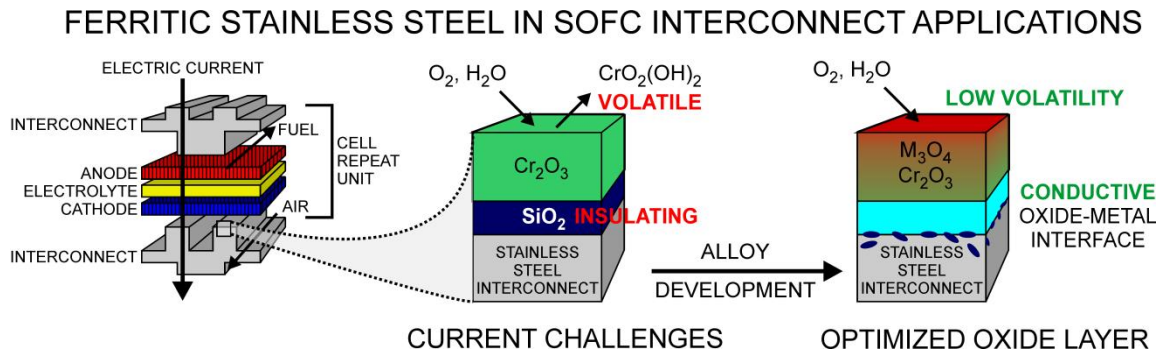 FERRITIC STAINLESS STEEL IN SOFC INTERCONNECT APPLICATIONS
ELECTRIC CURRENT
INTERCONNECT
FUEL
ANODE
ELECTROLYTE
CATHODE
AIR
INTERCONNECT
CELL
REPEAT
UNIT
O₂, H₂O
CrO₂(OH)₂
VOLATILE
Cr₂O₃
SiO₂ INSULATING
STAINLESS
STEEL
INTERCONNECT
CURRENT CHALLENGES
ALLOY
DEVELOPMENT
O₂, H₂O
LOW VOLATILITY
M₃O₄
Cr₂O₃
CONDUCTIVE
OXIDE-METAL
INTERFACE
STAINLESS
STEEL
INTERCONNECT
OPTIMIZED OXIDE LAYER